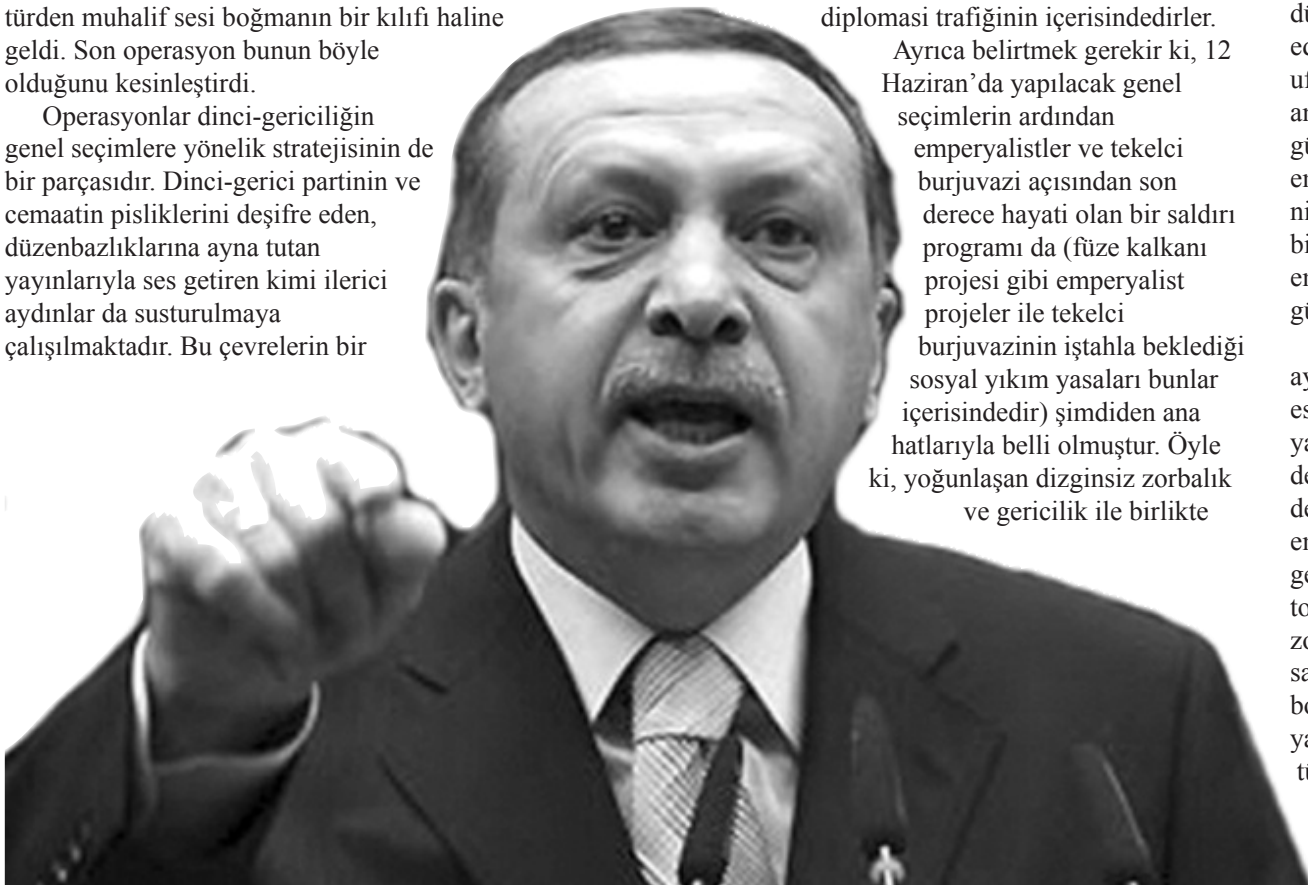 türden muhalif sesi boğmanın bir kılıfı haline
geldi. Son operasyon bunun böyle
olduğunu kesinleştirdi.
Operasyonlar dinci-gericiliğin
genel seçimlere yönelik stratejisinin de
bir parçasıdır. Dinci-gerici partinin ve
cemaatin pisliklerini deşifre eden,
düzenbazlıklarına ayna tutan
yayınlarıyla ses getiren kimi ilerici
aydınlar da susturulmaya
çalışılmaktadır. Bu çevrelerin bir
diplomasi trafiğinin içerisindedirler.
Ayrıca belirtmek gerekir ki, 12
Haziran’da yapılacak genel
seçimlerin ardından
emperyalistler ve tekelci
burjuvazi açısından son
derece hayati olan bir saldırı
programı da (füze kalkanı
projesi gibi emperyalist
projeler ile tekelci
burjuvazinin iştahla beklediği
sosyal yıkım yasaları bunlar
içerisindedir) şimdiden ana
hatlarıyla belli olmuştur. Öyle
ki, yoğunlaşan dizginsiz zorbalık
ve gericilik ile birlikte